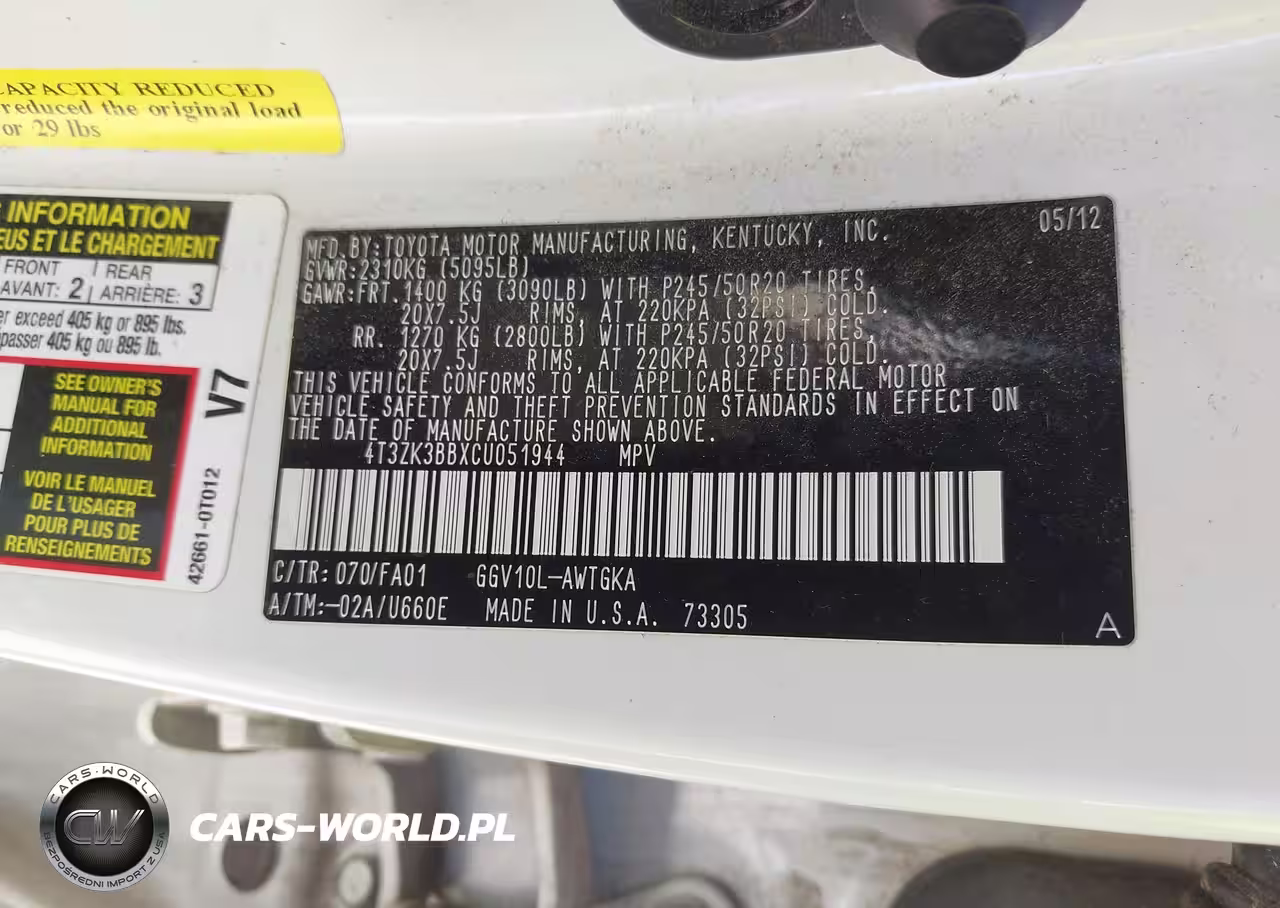 CAPACITY REDUCED
reduced the original load
or 29 lbs
INFORMATION
EUS ET LE CHARGEMENT
FRONT
AVANT: 2
REAR
ARRIÈRE: 3
er exceed 405 kg or 895 lbs.
passer 405 kg ou 895 lb.
SEE OWNER'S
MANUAL FOR
ADDITIONAL
INFORMATION
VOIR LE MANUEL
DE L'USAGER
POUR PLUS DE
RENSEIGNEMENTS
V7
42661-0T012
05/12
MFD. BY: TOYOTA MOTOR MANUFACTURING, KENTUCKY, INC.
GVWR: 2310KG (5095LB)
GAWR: FRT. 1400 KG (3090LB) WITH P245/50R20 TIRES,
20X7.5J RIMS, AT 220KPA (32PSI) COLD.
RR. 1270 KG (2800LB) WITH P245/50R20 TIRES,
20X7.5J RIMS, AT 220KPA (32PSI) COLD.
THIS VEHICLE CONFORMS TO ALL APPLICABLE FEDERAL MOTOR
VEHICLE SAFETY AND THEFT PREVENTION STANDARDS IN EFFECT ON
THE DATE OF MANUFACTURE SHOWN ABOVE.
4T3ZK3BBXCU051944 MPV
C/TR: 070/FA01 GGV10L-AWTGKA
A/TM:-02A/U660E MADE IN U.S.A. 73305
A
CARS-WORLD
CW
BEZPOŚREDNI IMPORT Z USA
CARS-WORLD.PL